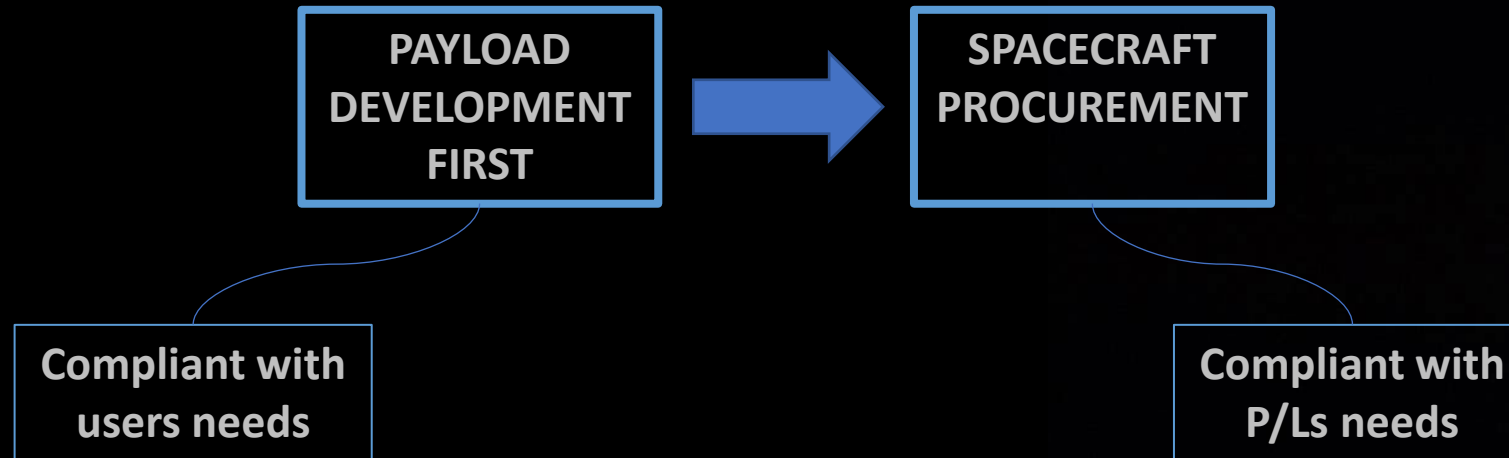 PAYLOAD
DEVELOPMENT
FIRST
SPACECRAFT
PROCUREMENT
Compliant with
users needs
Compliant with
P/Ls needs